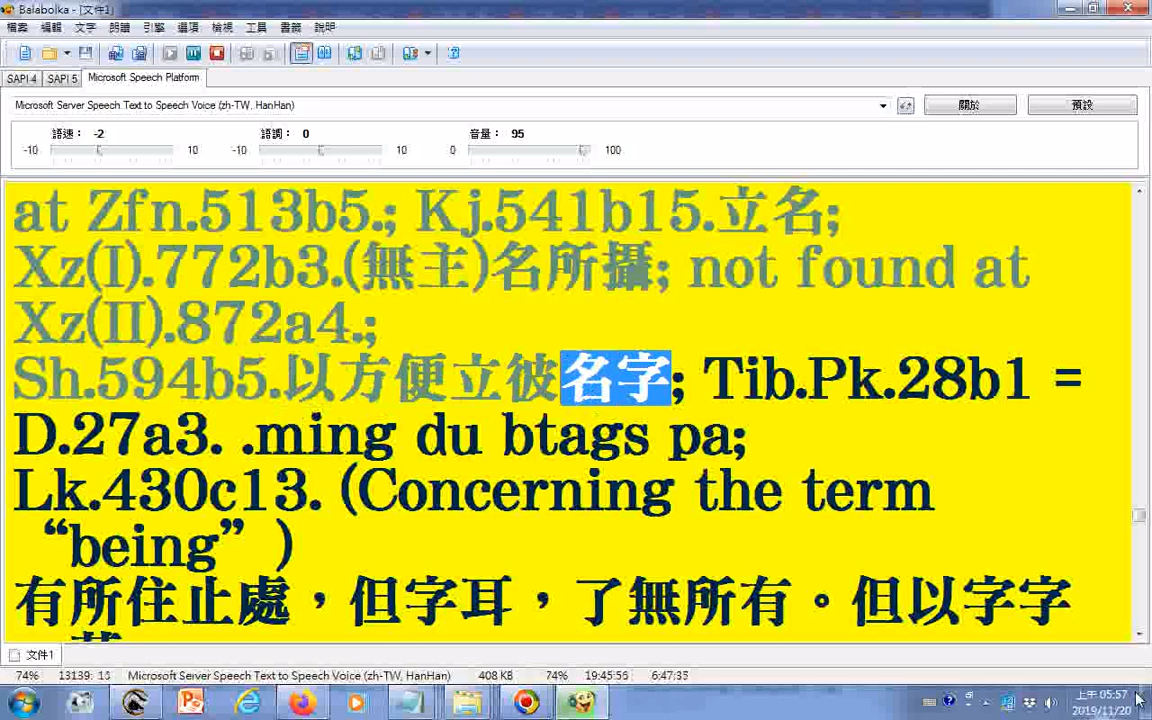 Balabolka - [文件1]
檔案 編輯 文字 朗讀 引擎 選項 檢視 工具 書籤 說明
SAPI 4 SAPI 5 Microsoft Speech Platform
Microsoft Server Speech Text to Speech Voice (zh-TW, HanHan) 關於 預設
語速： -2 語調： 0 音量： 95
-10 10 -10 10 0 100
at Zfn.513b5.; Kj.541b15.立名;
Xz(I).772b3.(無主)名所攝; not found at
Xz(II).872a4.;
Sh.594b5.以方便立彼名字; Tib.Pk.28b1 =
D.27a3. .ming du btags pa;
Lk.430c13. (Concerning the term
“being”)
有所住止處，但字耳，了無所有。但以字字
文件1
74% 13139: 13 Microsoft Server Speech Text to Speech Voice (zh-TW, HanHan) 408 KB 74% 19:45:56 6:47:35
上午 05:57
2019/11/20